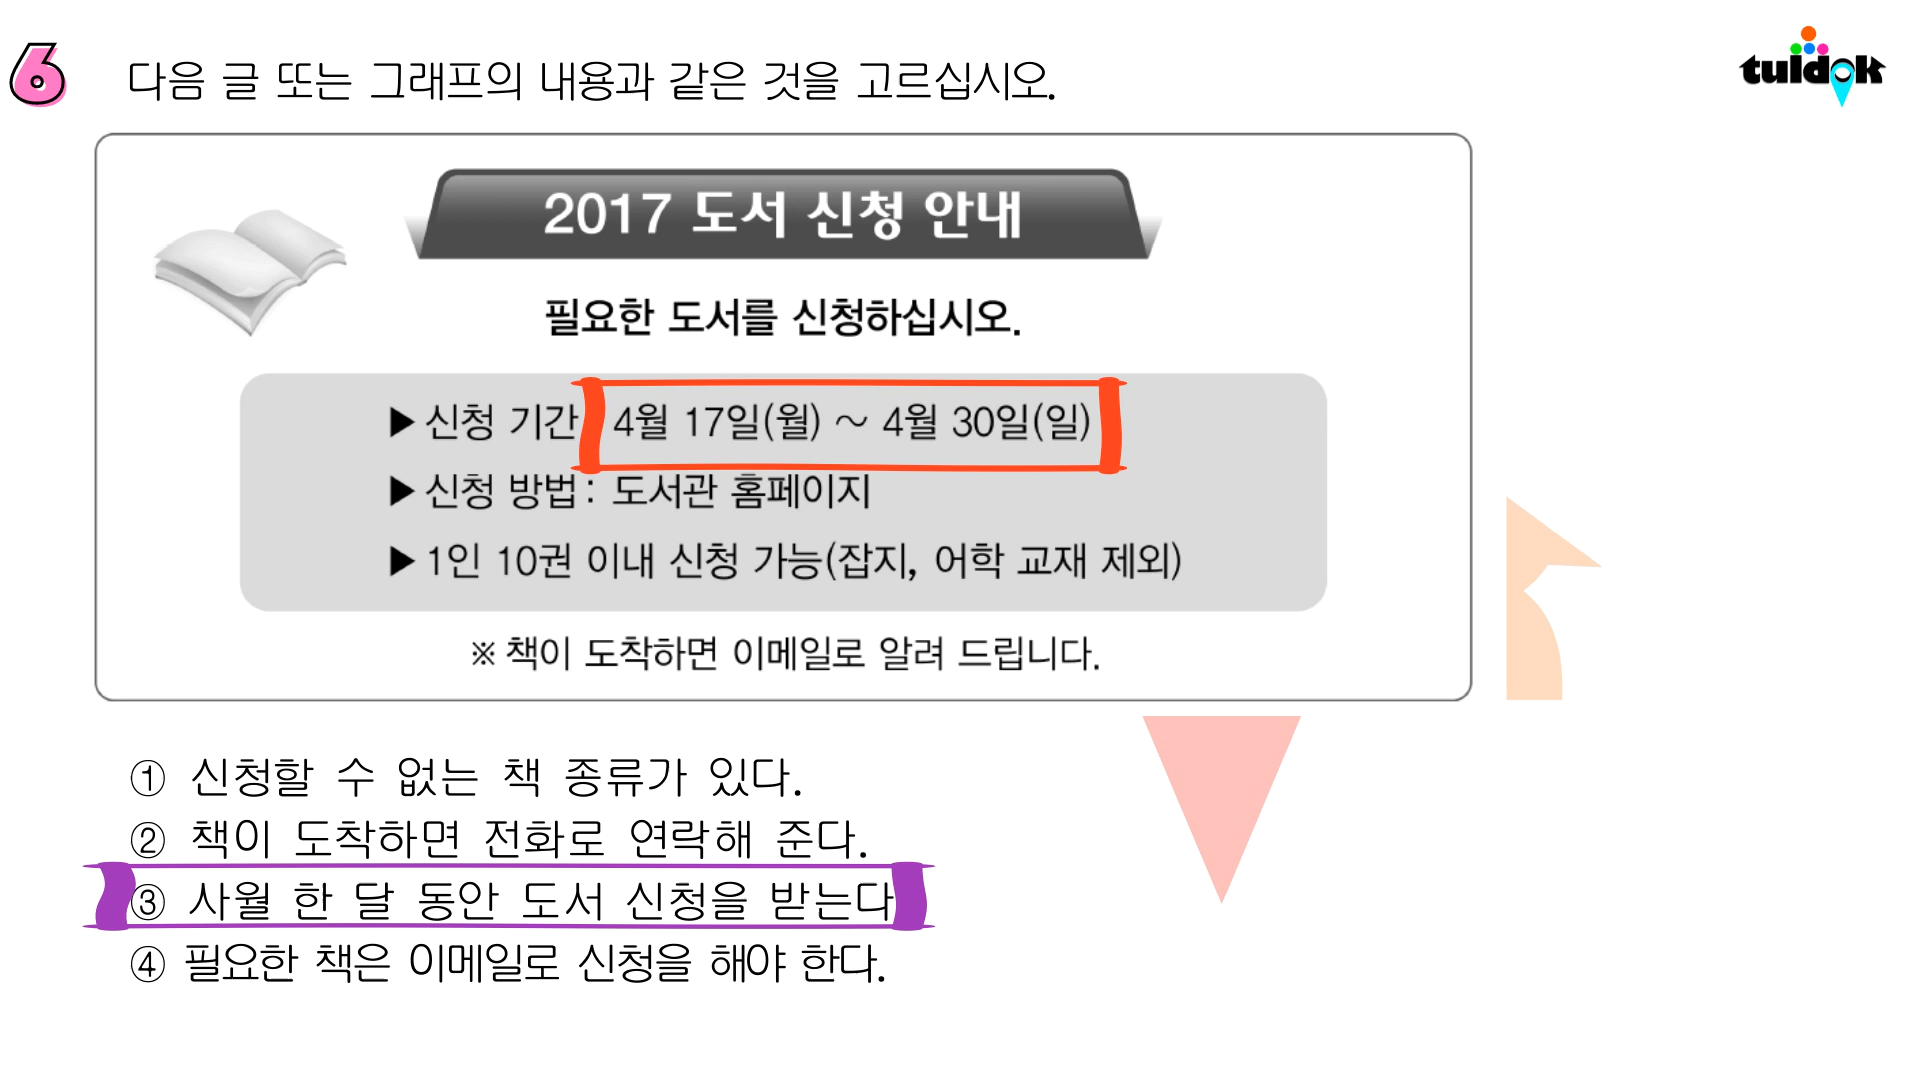 6 다음 글 또는 그래프의 내용과 같은 것을 고르십시오.
tuidok
2017 도서 신청 안내
필요한 도서를 신청하십시오.
▶ 신청 기간 4월 17일(월) ~ 4월 30일(일)
▶ 신청 방법 : 도서관 홈페이지
▶ 1인 10권 이내 신청 가능(잡지, 어학 교재 제외)
※ 책이 도착하면 이메일로 알려 드립니다.
① 신청할 수 없는 책 종류가 있다.
② 책이 도착하면 전화로 연락해 준다.
③ 사월 한 달 동안 도서 신청을 받는다
④ 필요한 책은 이메일로 신청을 해야 한다.